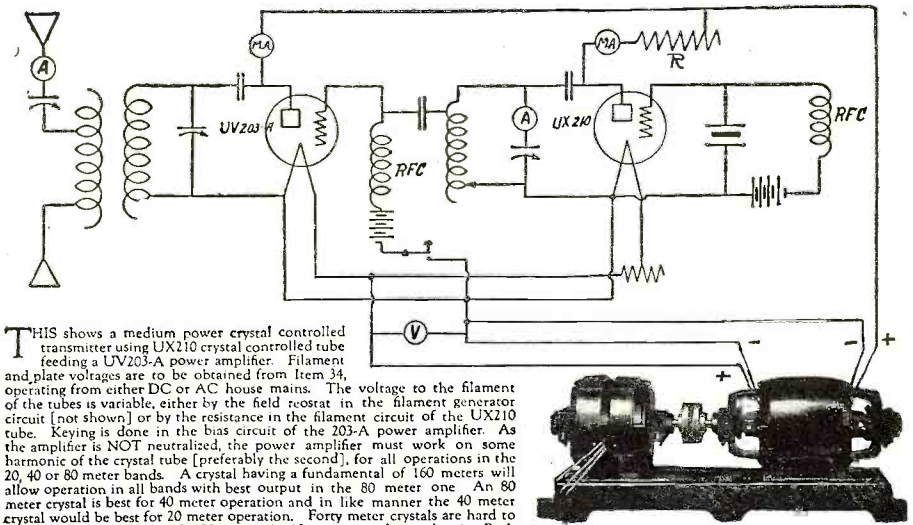 MA
MA
R
A
UV203-A
A
UX210
RFC
RFC
V
-
-
+
+
THIS shows a medium power crystal controlled
transmitter using UX210 crystal controlled tube
feeding a UV203-A power amplifier. Filament
and plate voltages are to be obtained from Item 34,
operating from either DC or AC house mains. The voltage to the filament
of the tubes is variable, either by the field reostat in the filament generator
circuit [not shown] or by the resistance in the filament circuit of the UX210
tube. Keying is done in the bias circuit of the 203-A power amplifier. As
the amplifier is NOT neutralized, the power amplifier must work on some
harmonic of the crystal tube [preferably the second], for all operations in the
20, 40 or 80 meter bands. A crystal having a fundamental of 160 meters will
allow operation in all bands with best output in the 80 meter one An 80
meter crystal is best for 40 meter operation and in like manner the 40 meter
crystal would be best for 20 meter operation. Forty meter crystals are hard to